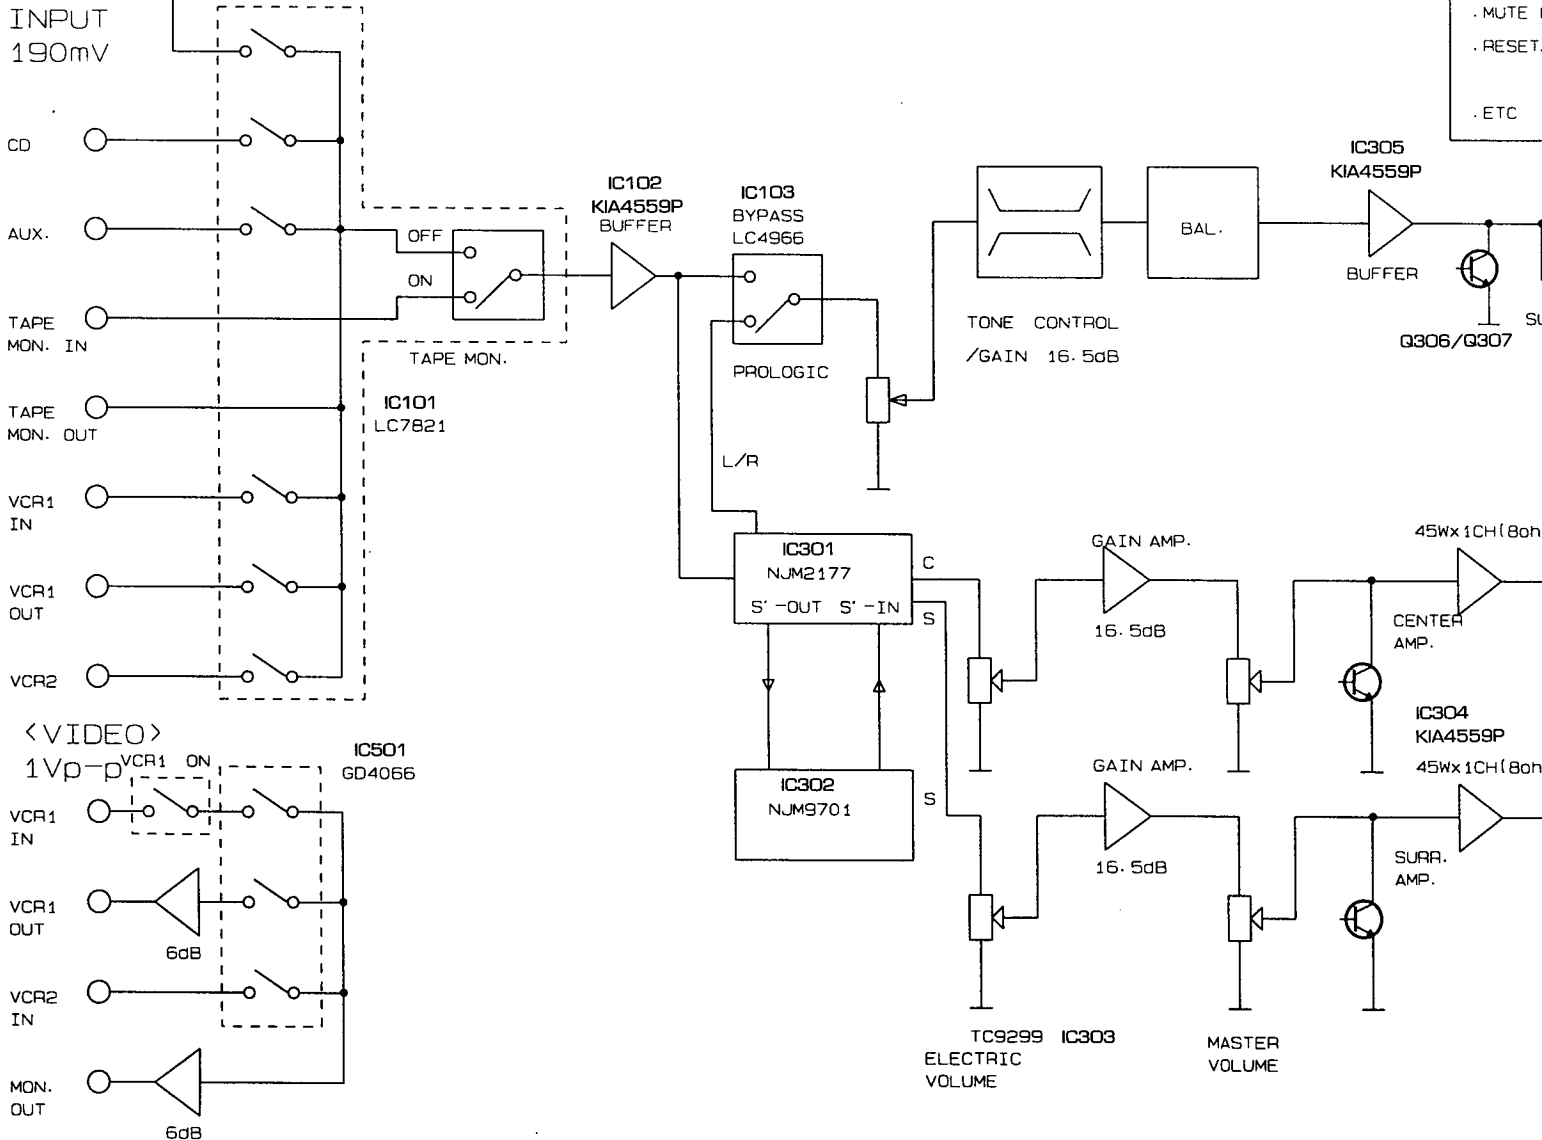 INPUT
190mV
CD
AUX.
TAPE
MON. IN
TAPE
MON. OUT
VCR1
IN
VCR1
OUT
VCR2
OFF
ON
TAPE MON.
IC101
LC7821
IC102
KIA4559P
BUFFER
IC103
BYPASS
LC4966
PROLOGIC
L/R
TONE CONTROL
/GAIN 16.5dB
BAL.
IC305
KIA4559P
BUFFER
Q306/Q307
. MUTE
. RESET
. ETC
IC301
NJM2177
S'-OUT S'-IN
C
S
IC302
NJM9701
S
GAIN AMP.
16.5dB
45Wx1CH(8oh
CENTER
AMP.
IC304
KIA4559P
45Wx1CH(8oh
GAIN AMP.
16.5dB
SURR.
AMP.
TC9299 IC303
ELECTRIC
VOLUME
MASTER
VOLUME
<VIDEO>
1Vp-p
VCR1 ON
IC501
GD4066
VCR1
IN
VCR1
OUT
6dB
VCR2
IN
MON.
OUT
6dB